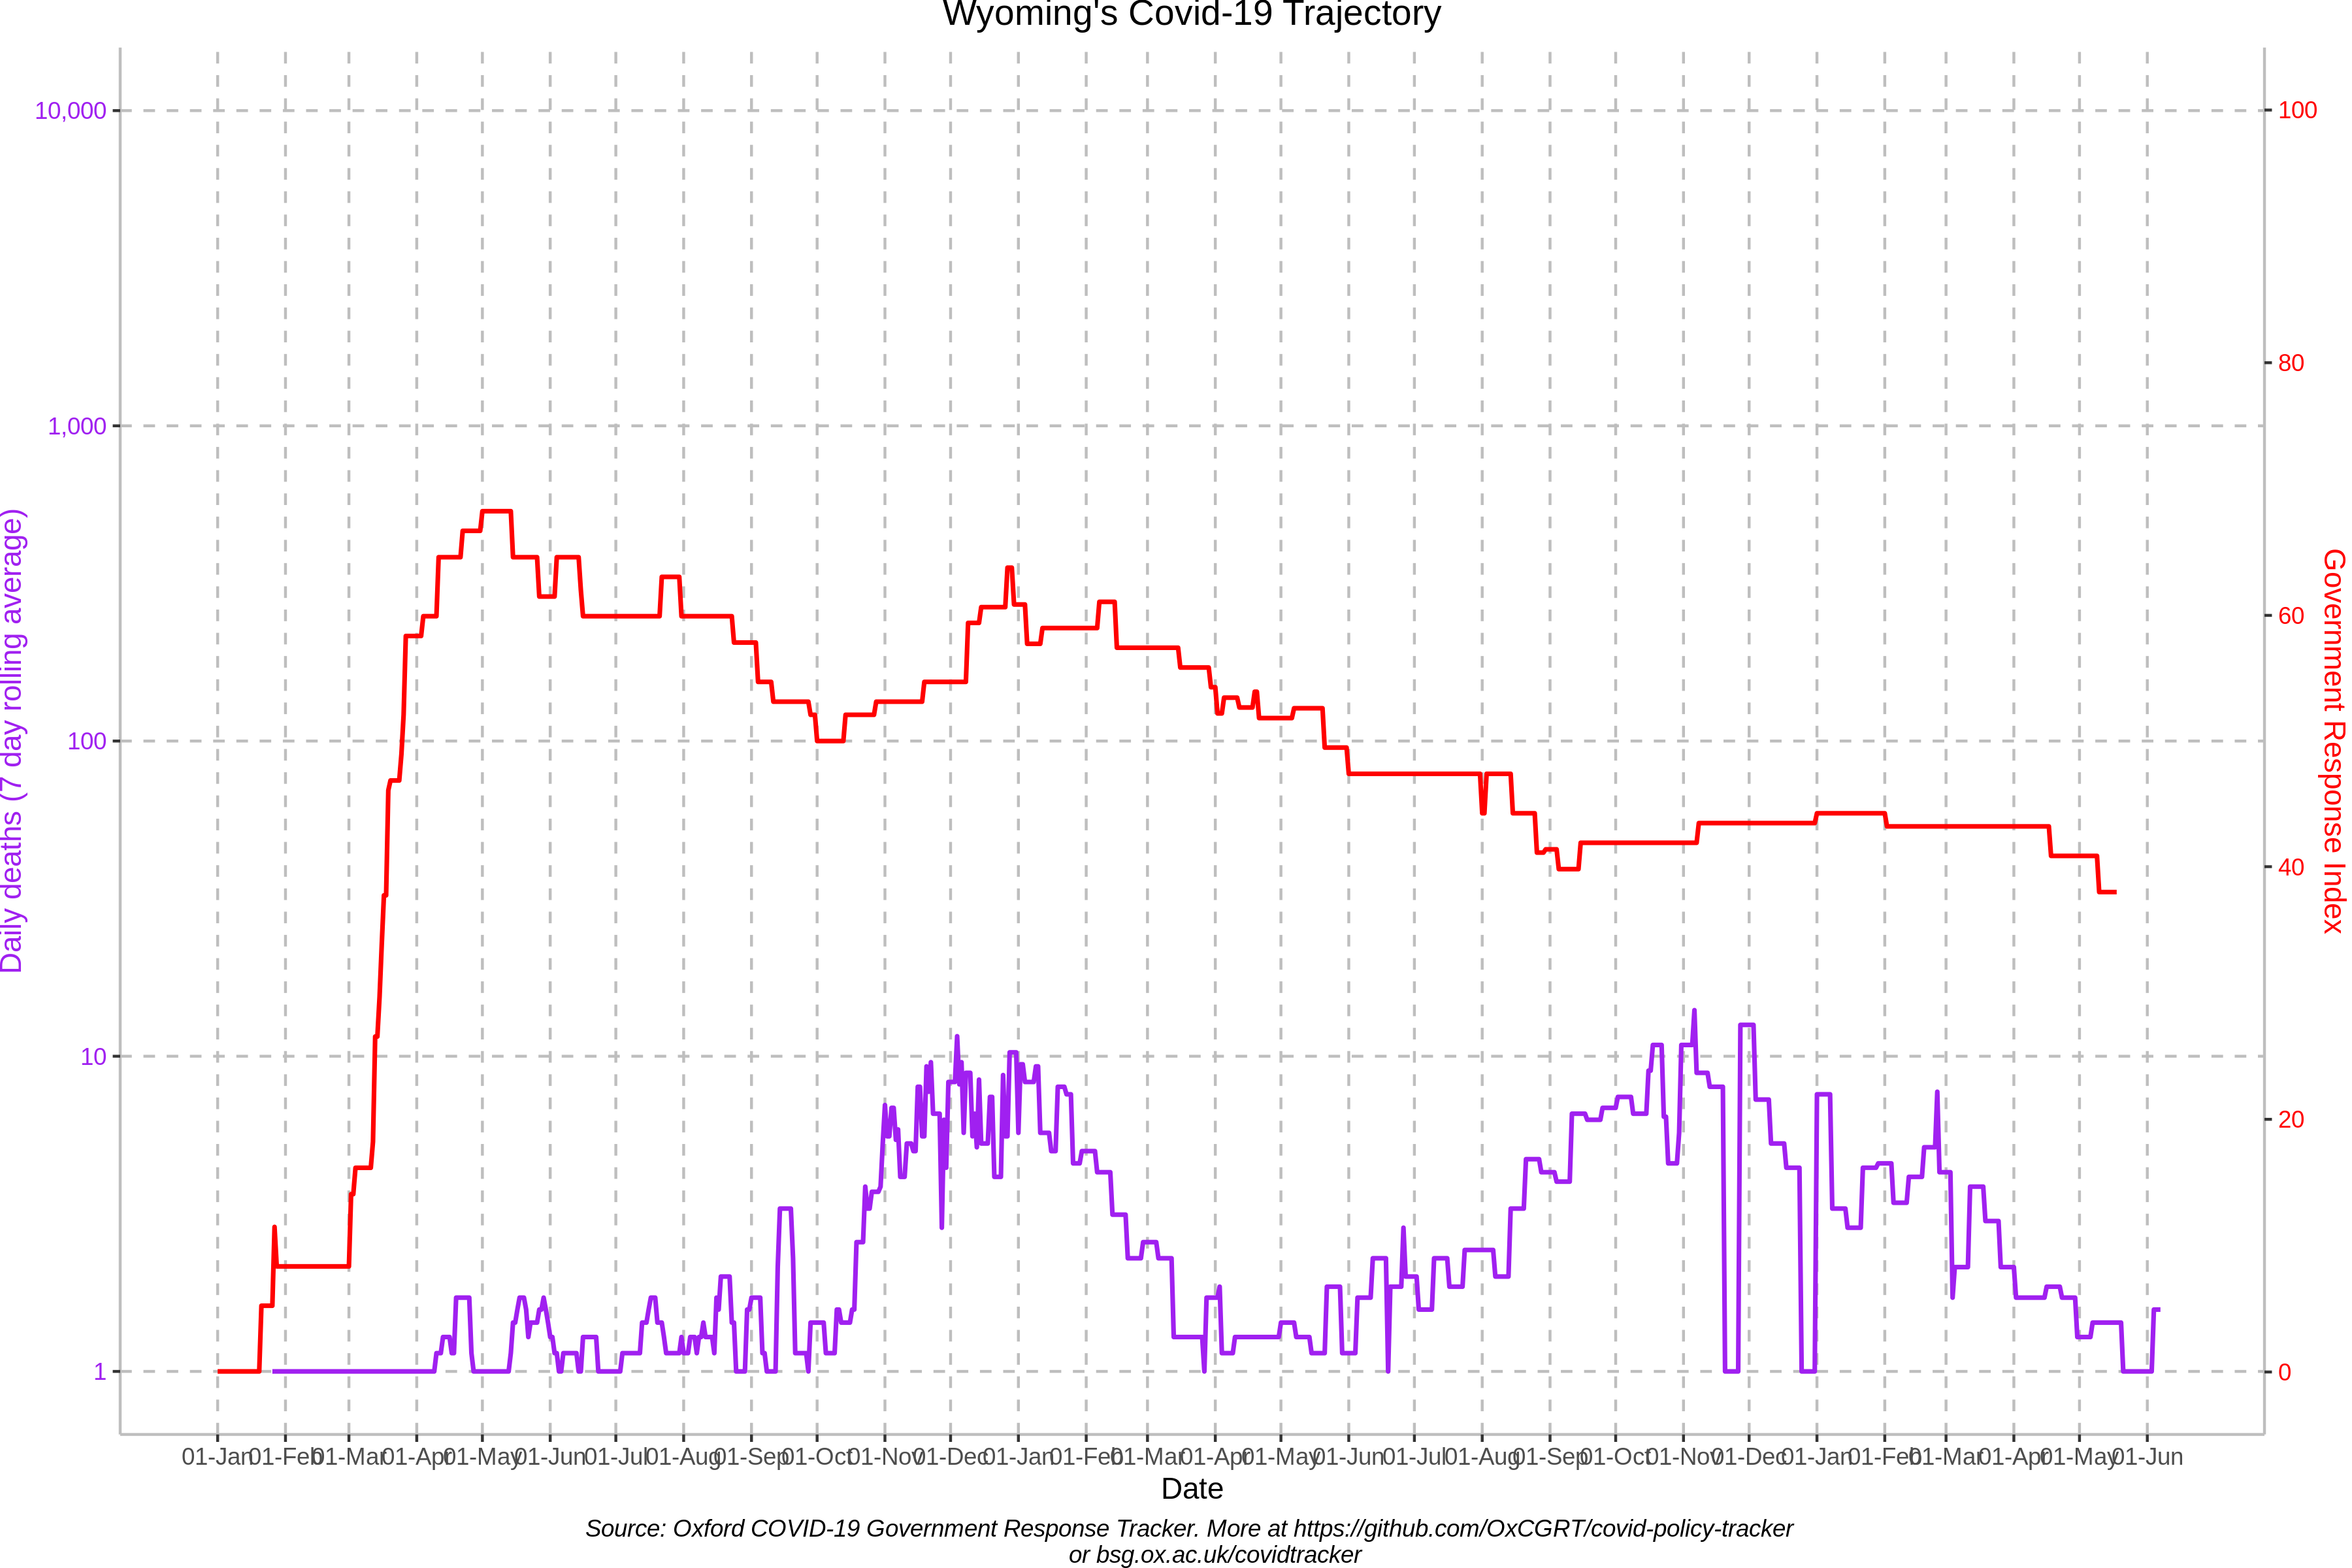 Wyoming's Covid-19 Trajectory
10,000
1,000
100
10
1
Daily deaths (7 day rolling average)
100
80
60
40
20
0
Government Response Index
01-Jan 01-Feb 01-Mar 01-Apr 01-May 01-Jun 01-Jul 01-Aug 01-Sep 01-Oct 01-Nov 01-Dec 01-Jan 01-Feb 01-Mar 01-Apr 01-May 01-Jun 01-Jul 01-Aug 01-Sep 01-Oct 01-Nov 01-Dec 01-Jan 01-Feb 01-Mar 01-Apr 01-May 01-Jun
Date
Source: Oxford COVID-19 Government Response Tracker. More at https://github.com/OxCGRT/covid-policy-tracker
or bsg.ox.ac.uk/covidtracker